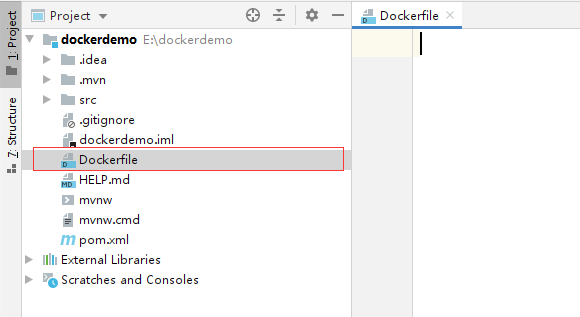 1: Project
Z: Structure
Project
dockerdemo E:\dockerdemo
.idea
.mvn
src
.gitignore
dockerdemo.iml
Dockerfile
HELP.md
mvnw
mvnw.cmd
pom.xml
External Libraries
Scratches and Consoles
Dockerfile